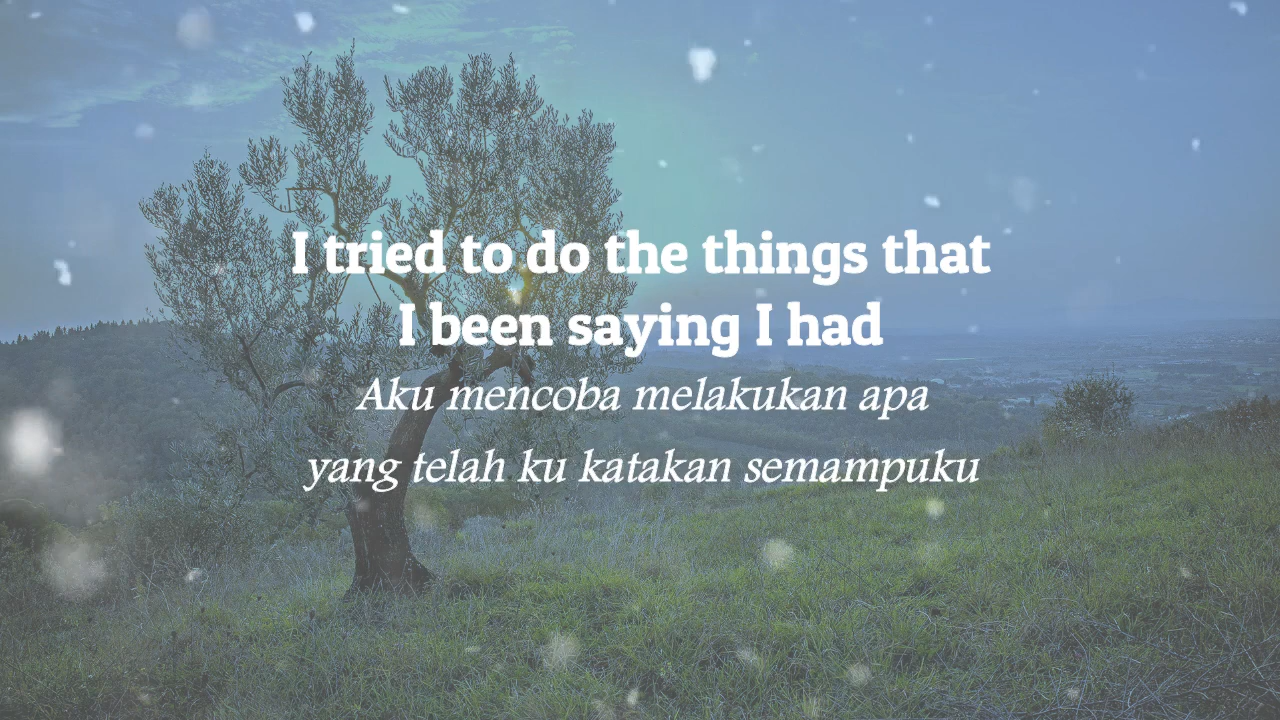 I tried to do the things that
I been saying I had
Aku mencoba melakukan apa
yang telah ku katakan semampuku